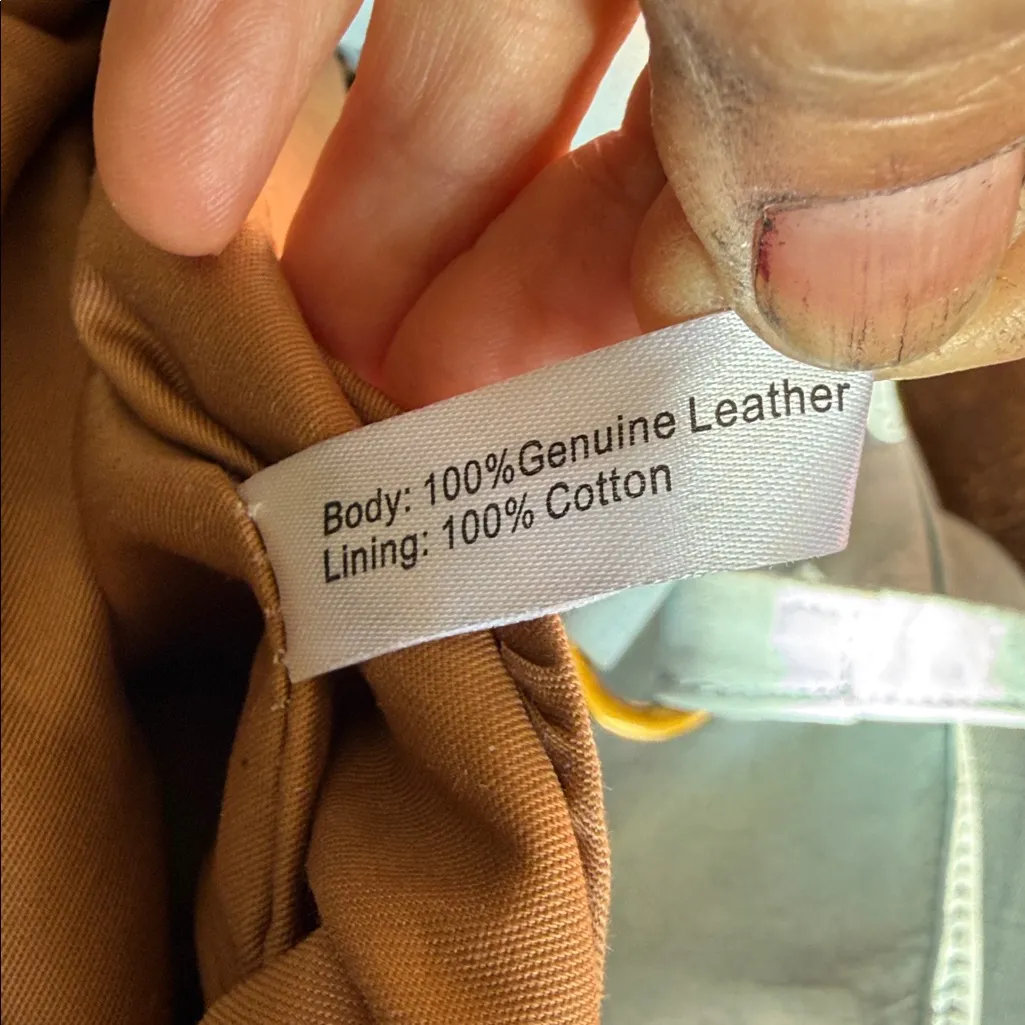 Body: 100%Genuine Leather
Lining: 100% Cotton